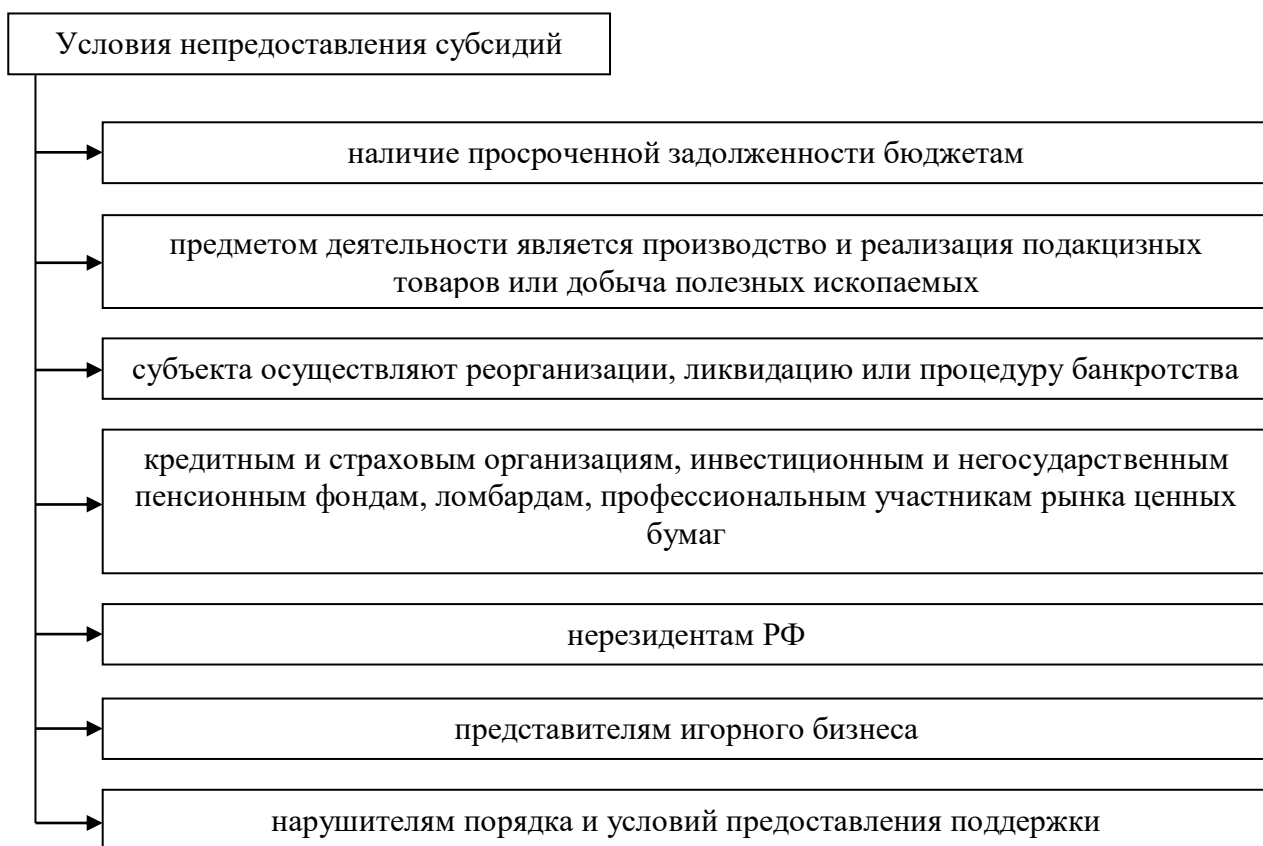 Условия непредоставления субсидий
наличие просроченной задолженности бюджетам
предметом деятельности является производство и реализация подакцизных
товаров или добыча полезных ископаемых
субъекта осуществляют реорганизации, ликвидацию или процедуру банкротства
кредитным и страховым организациям, инвестиционным и негосударственным
пенсионным фондам, ломбардам, профессиональным участникам рынка ценных
бумаг
нерезидентам РФ
представителям игорного бизнеса
нарушителям порядка и условий предоставления поддержки